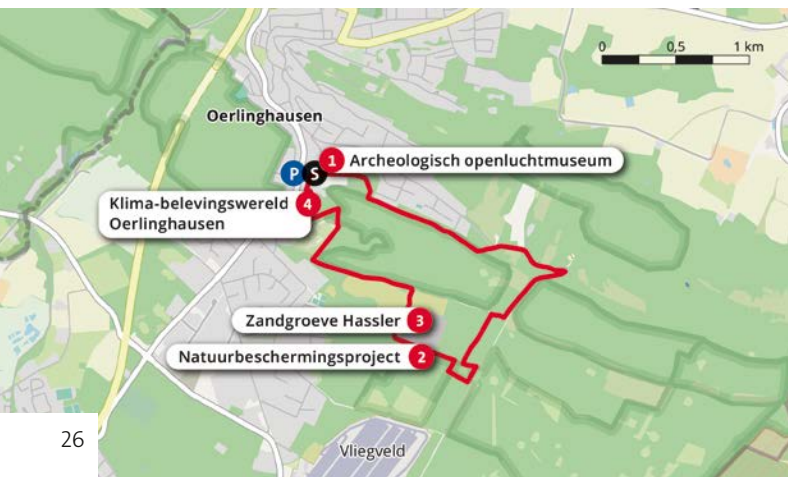 0 0,5 1 km
Oerlinghausen
P S 1 Archeologisch openluchtmuseum
Klima-belevingswereld 4
Oerlinghausen
Zandgroeve Hassler 3
Natuurbeschermingsproject 2
26
Vliegveld